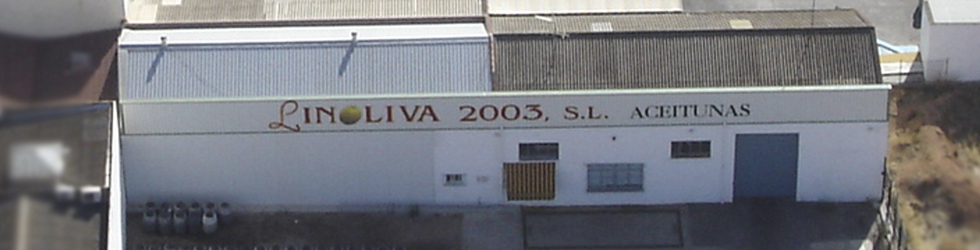 LINOLIVA 2003, S.L. ACEITUNAS